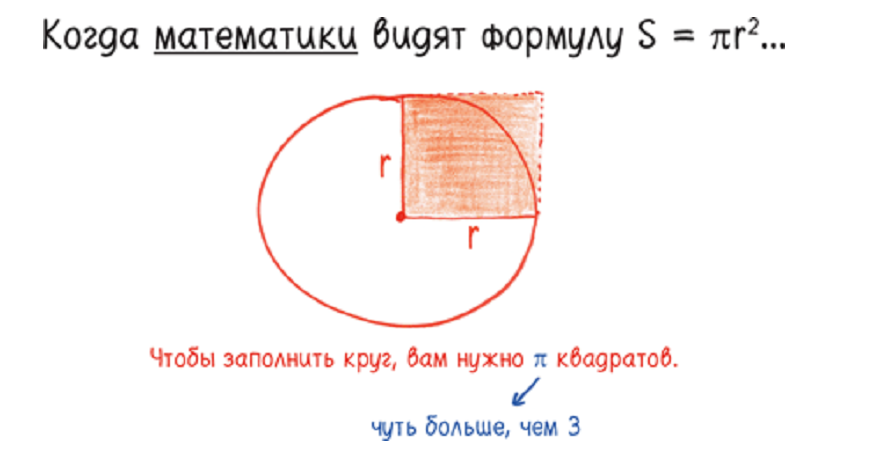 Когда математики видят формулу S = πr²...
r
r
Чтобы заполнить круг, вам нужно π квадратов.
чуть больше, чем 3